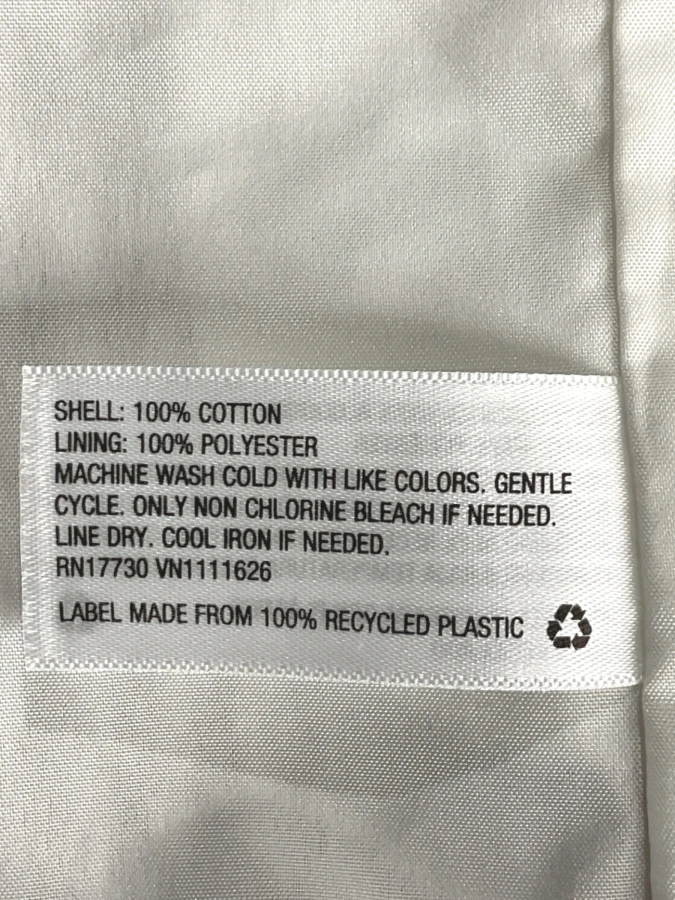 SHELL: 100% COTTON
LINING: 100% POLYESTER
MACHINE WASH COLD WITH LIKE COLORS. GENTLE
CYCLE. ONLY NON CHLORINE BLEACH IF NEEDED.
LINE DRY. COOL IRON IF NEEDED.
RN17730 VN1111626
LABEL MADE FROM 100% RECYCLED PLASTIC